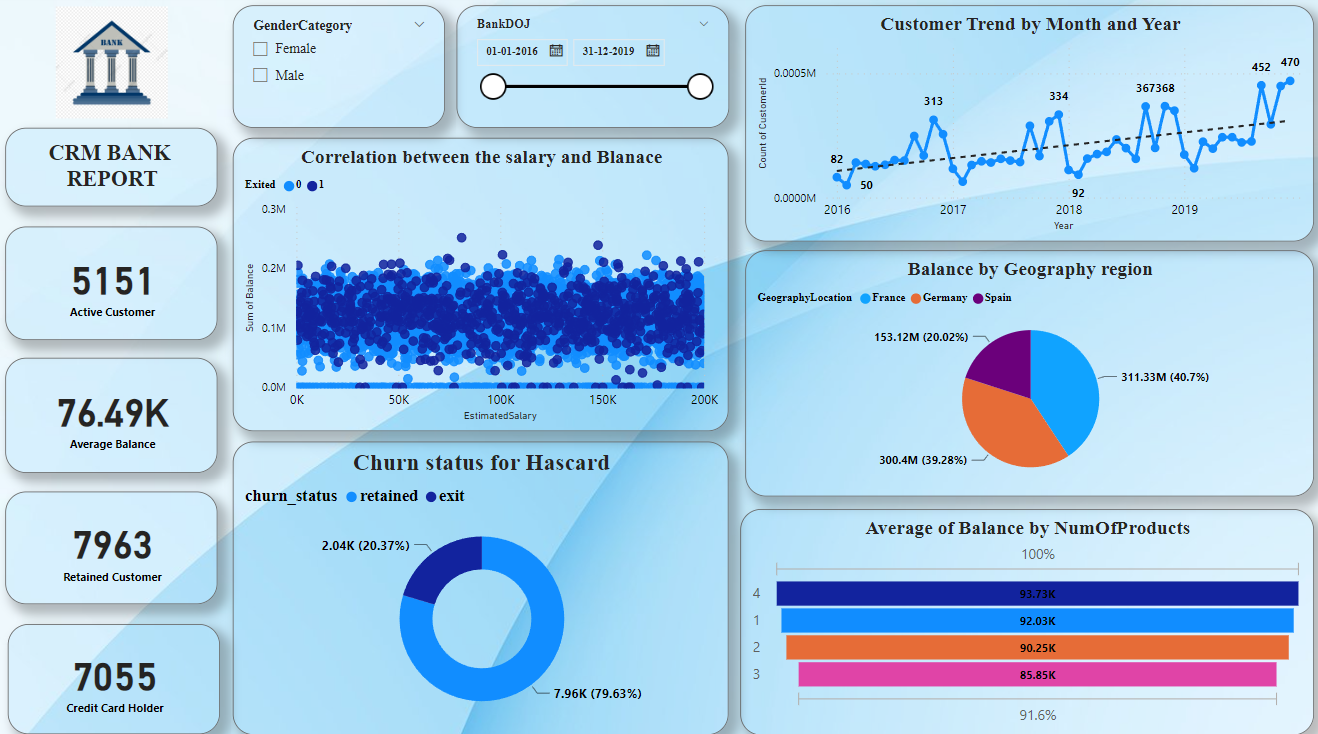 BANK
CRM BANK
REPORT
5151
Active Customer
76.49K
Average Balance
7963
Retained Customer
7055
Credit Card Holder
GenderCategory
Female
Male
BankDOJ
01-01-2016
31-12-2019
Correlation between the salary and Blanace
Exited 0 1
Sum of Balance
0.3M
0.2M
0.1M
0.0M
0K 50K 100K 150K 200K
EstimatedSalary
Churn status for Hascard
churn_status retained exit
2.04K (20.37%)
7.96K (79.63%)
Customer Trend by Month and Year
Count of CustomerId
0.0005M
0.0000M
82
50
313
334
92
367368
452
470
2016 2017 2018 2019
Year
Balance by Geography region
GeographyLocation France Germany Spain
153.12M (20.02%)
311.33M (40.7%)
300.4M (39.28%)
Average of Balance by NumOfProducts
100%
4 93.73K
1 92.03K
2 90.25K
3 85.85K
91.6%